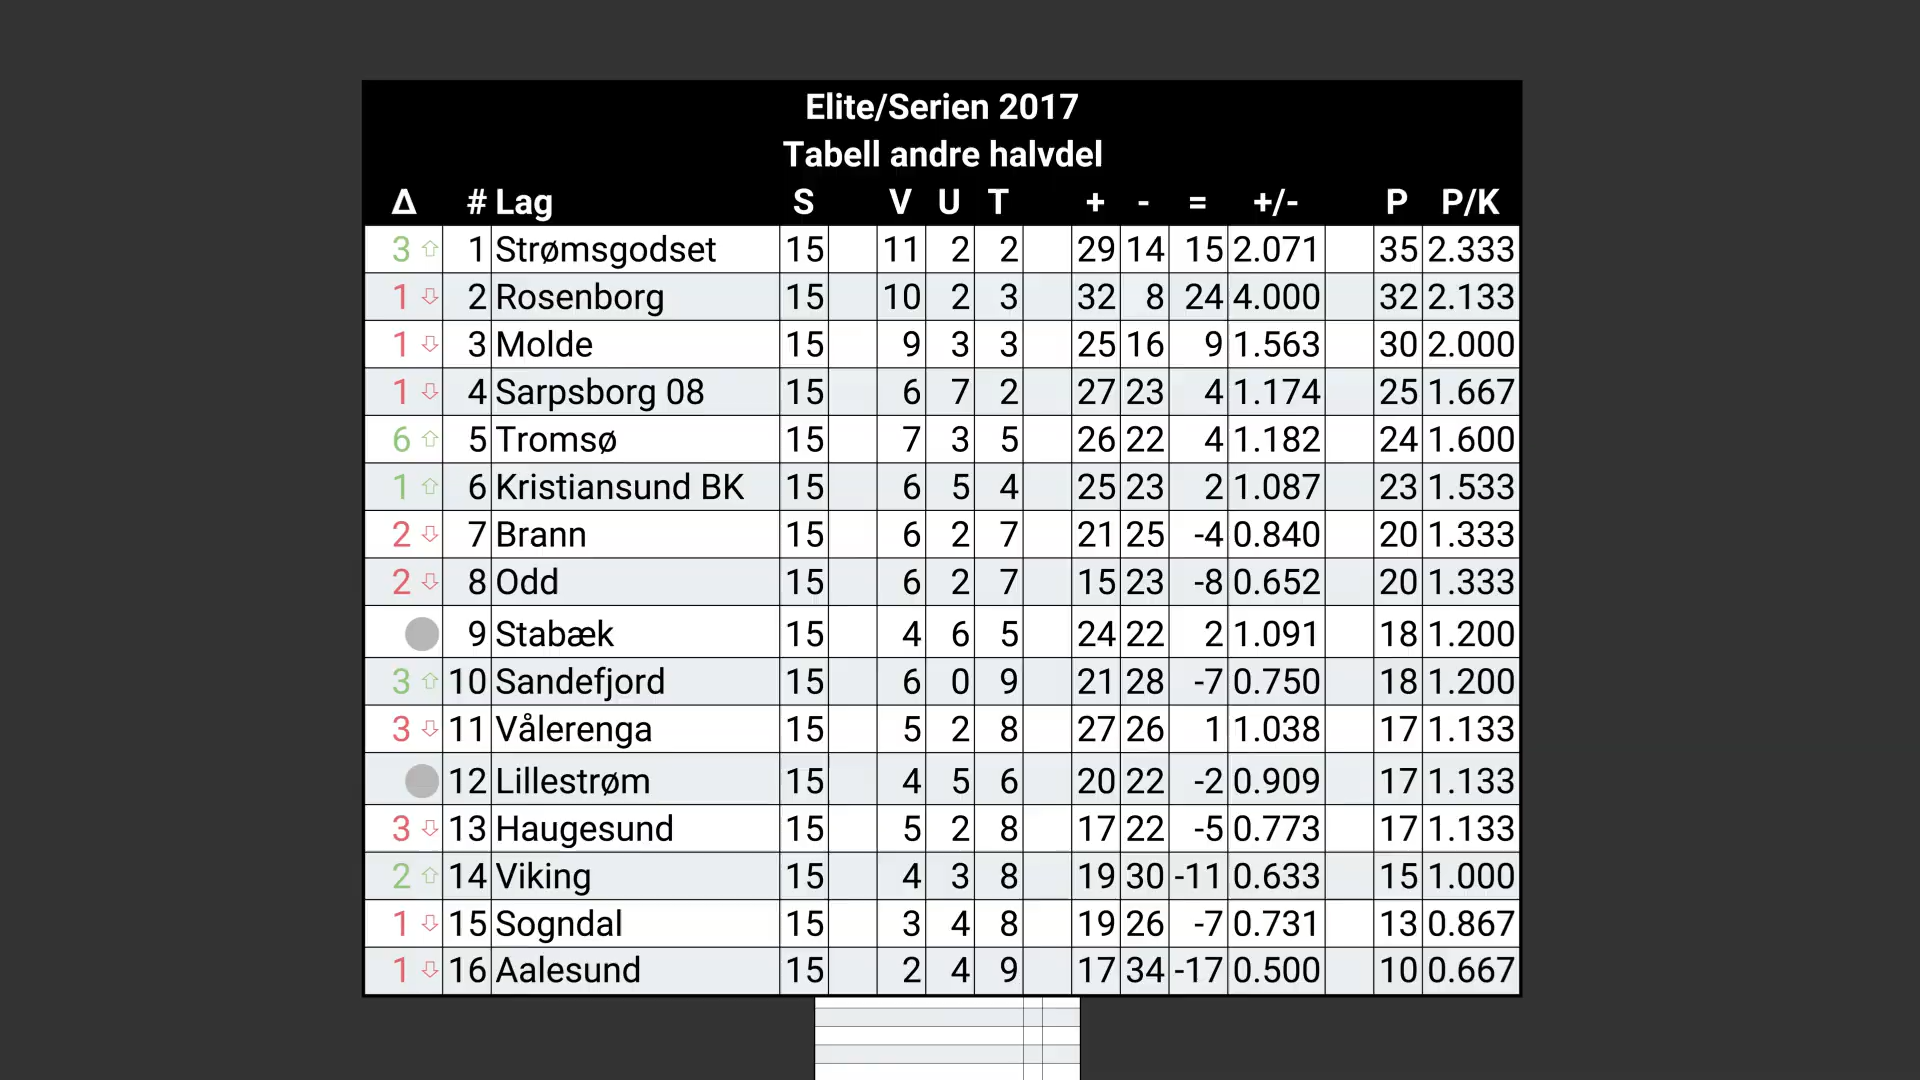 Elite/Serien 2017
Tabell andre halvdel
Δ # Lag S V U T + - = +/- P P/K
3 ⇧ 1 Strømsgodset 15 11 2 2 29 14 15 2.071 35 2.333
1 ⇩ 2 Rosenborg 15 10 2 3 32 8 24 4.000 32 2.133
1 ⇩ 3 Molde 15 9 3 3 25 16 9 1.563 30 2.000
1 ⇩ 4 Sarpsborg 08 15 6 7 2 27 23 4 1.174 25 1.667
6 ⇧ 5 Tromsø 15 7 3 5 26 22 4 1.182 24 1.600
1 ⇧ 6 Kristiansund BK 15 6 5 4 25 23 2 1.087 23 1.533
2 ⇩ 7 Brann 15 6 2 7 21 25 -4 0.840 20 1.333
2 ⇩ 8 Odd 15 6 2 7 15 23 -8 0.652 20 1.333
9 Stabæk 15 4 6 5 24 22 2 1.091 18 1.200
3 ⇧ 10 Sandefjord 15 6 0 9 21 28 -7 0.750 18 1.200
3 ⇩ 11 Vålerenga 15 5 2 8 27 26 1 1.038 17 1.133
12 Lillestrøm 15 4 5 6 20 22 -2 0.909 17 1.133
3 ⇩ 13 Haugesund 15 5 2 8 17 22 -5 0.773 17 1.133
2 ⇧ 14 Viking 15 4 3 8 19 30 -11 0.633 15 1.000
1 ⇩ 15 Sogndal 15 3 4 8 19 26 -7 0.731 13 0.867
1 ⇩ 16 Aalesund 15 2 4 9 17 34 -17 0.500 10 0.667